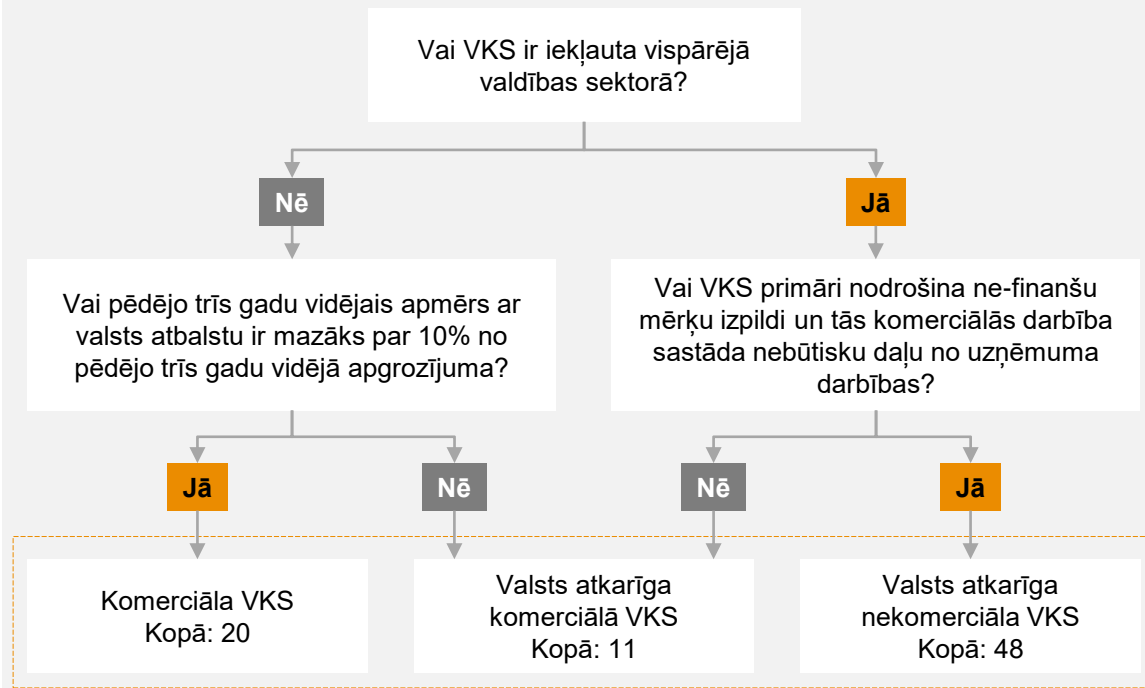 Vai VKS ir iekļauta vispārējā
valdības sektorā?
Nē
Jā
Vai pēdējo trīs gadu vidējais apmērs ar
valsts atbalstu ir mazāks par 10% no
pēdējo trīs gadu vidējā apgrozījuma?
Vai VKS primāri nodrošina ne-finanšu
mērķu izpildi un tās komerciālās darbība
sastāda nebūtisku daļu no uzņēmuma
darbības?
Jā
Nē
Nē
Jā
Komerciāla VKS
Kopā: 20
Valsts atkarīga
komerciālā VKS
Kopā: 11
Valsts atkarīga
nekomerciāla VKS
Kopā: 48